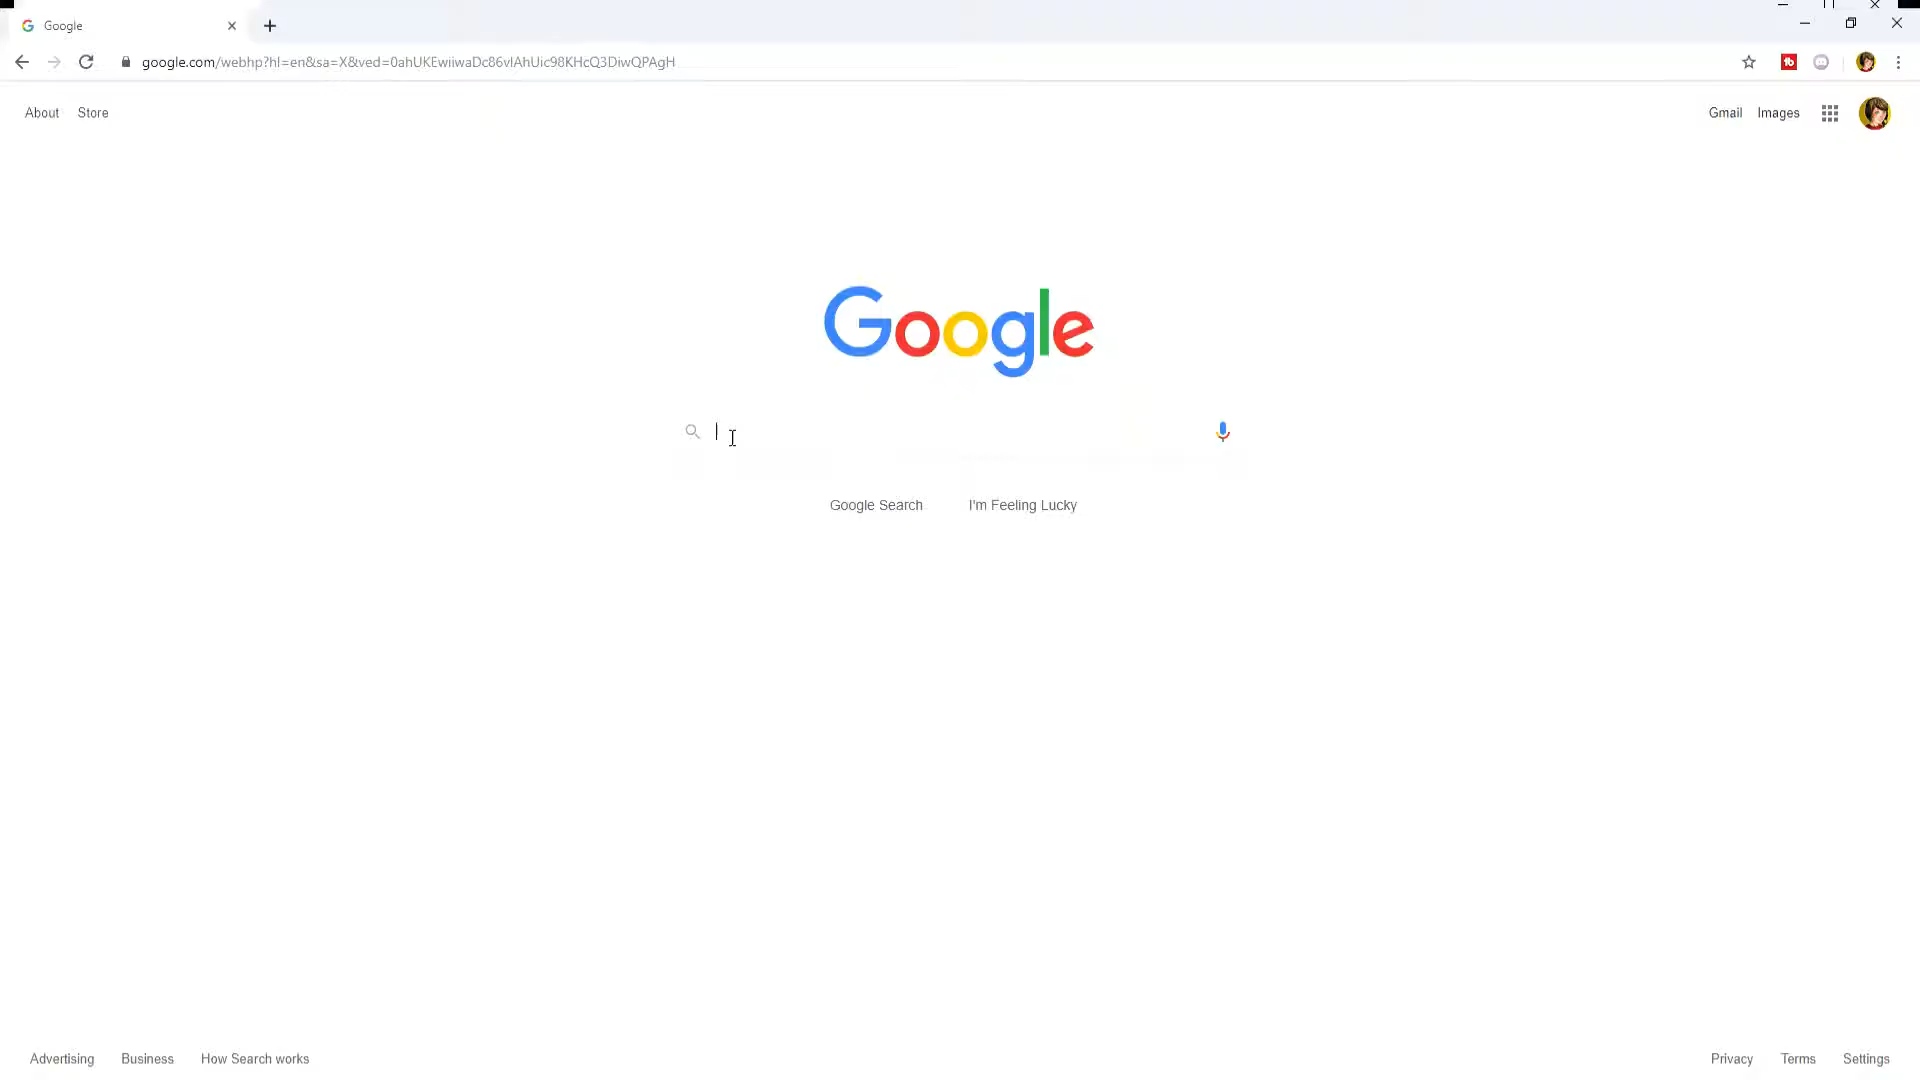 Google
google.com/webhp?hl=en&sa=X&ved=0ahUKEwiiwaDc86vlAhUic98KHcQ3DiwQPAgH
About Store
Gmail Images
Google
Google Search I'm Feeling Lucky
Advertising Business How Search works
Privacy Terms Settings